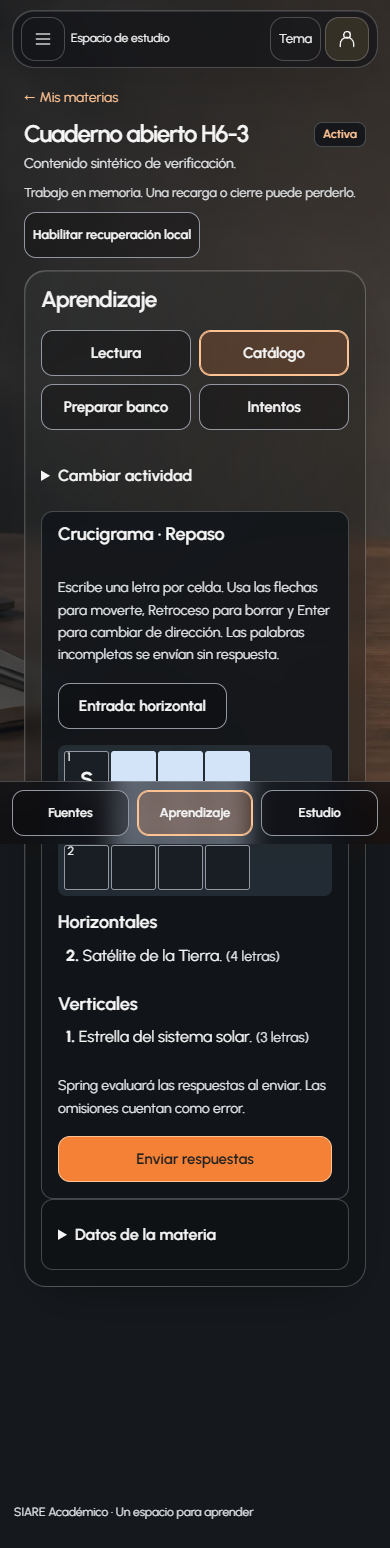 Espacio de estudio
Tema
← Mis materias
Cuaderno abierto H6-3
Activa
Contenido sintético de verificación.
Trabajo en memoria. Una recarga o cierre puede perderlo.
Habilitar recuperación local
Aprendizaje
Lectura
Catálogo
Preparar banco
Intentos
Cambiar actividad
Crucigrama · Repaso
Escribe una letra por celda. Usa las flechas
para moverte, Retroceso para borrar y Enter
para cambiar de dirección. Las palabras
incompletas se envían sin respuesta.
Entrada: horizontal
1
S
Fuentes
Aprendizaje
Estudio
2
Horizontales
2. Satélite de la Tierra. (4 letras)
Verticales
1. Estrella del sistema solar. (3 letras)
Spring evaluará las respuestas al enviar. Las
omisiones cuentan como error.
Enviar respuestas
Datos de la materia
SIARE Académico · Un espacio para aprender